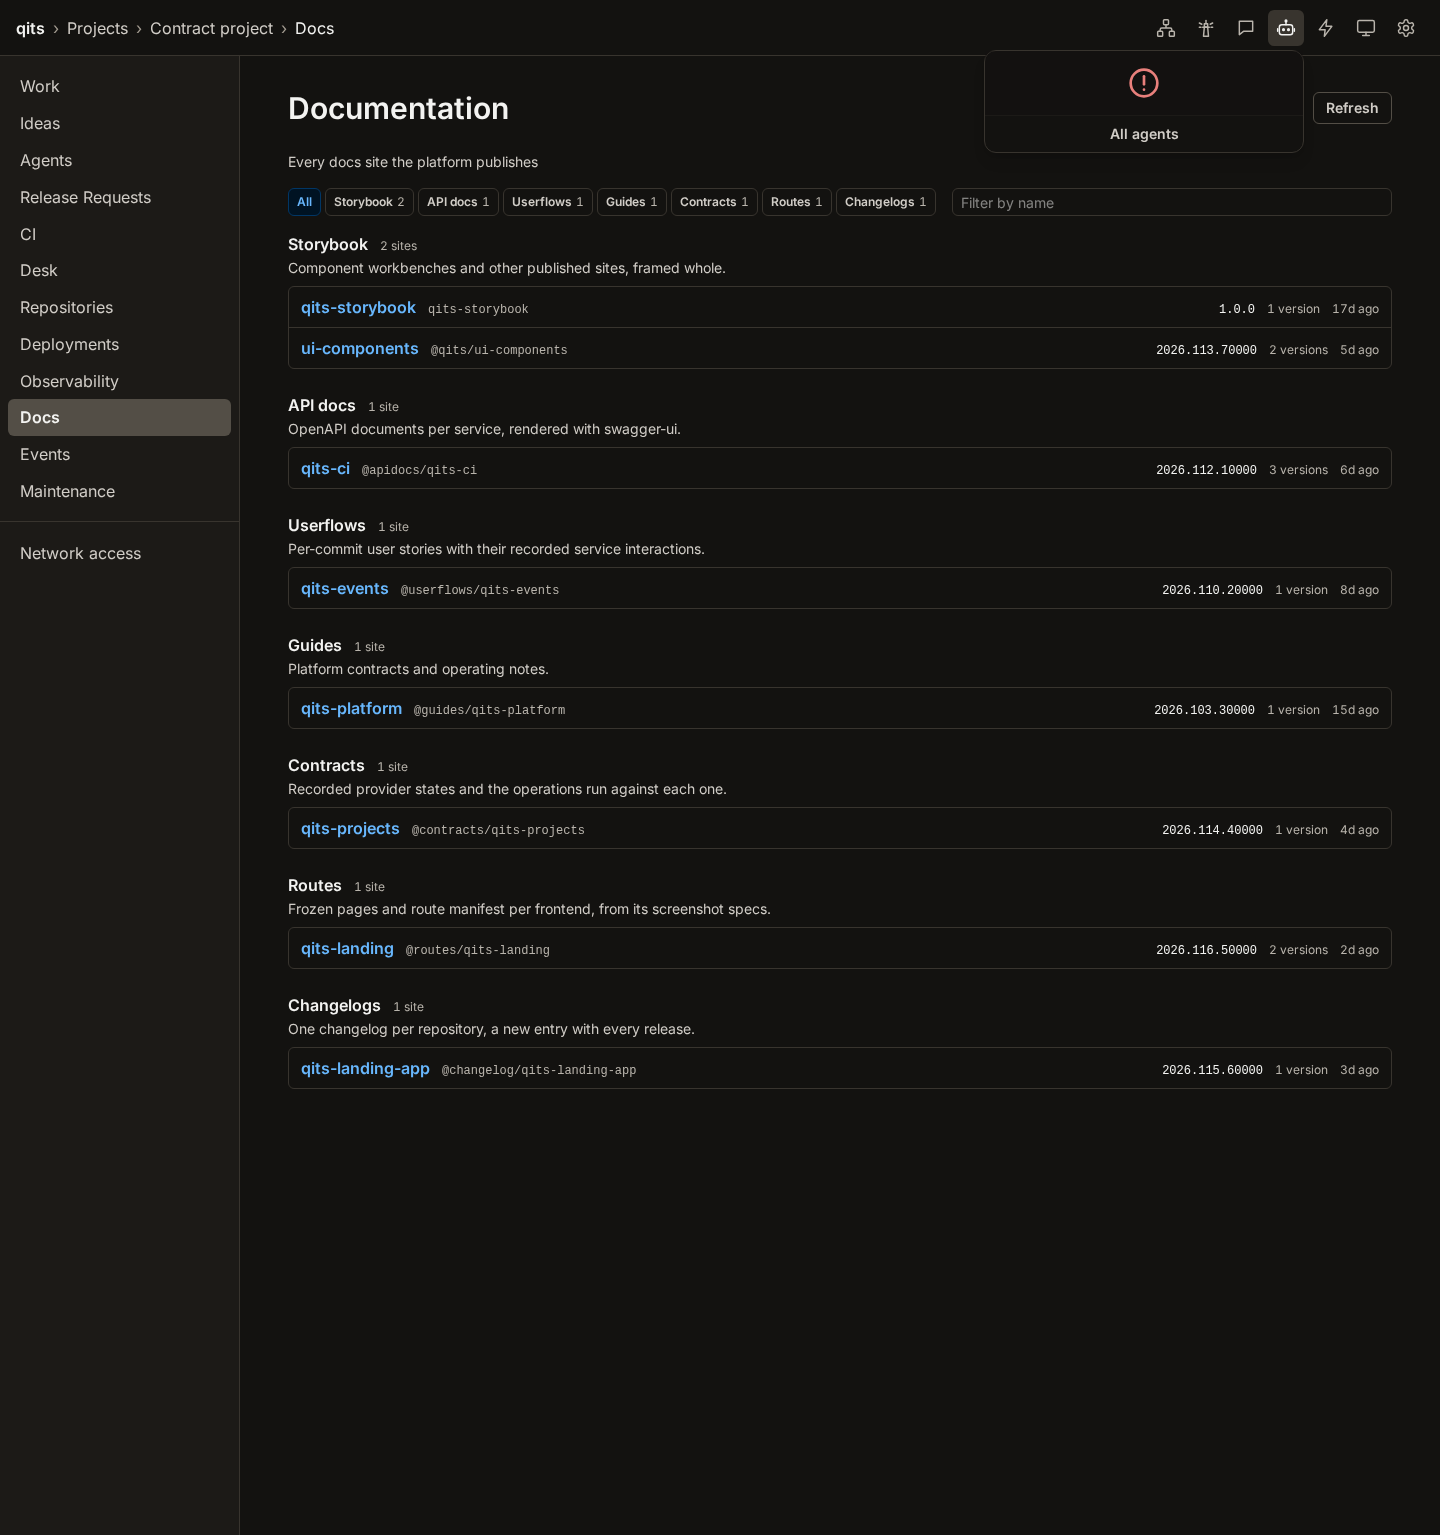 qits › Projects › Contract project › Docs
Work
Ideas
Agents
Release Requests
CI
Desk
Repositories
Deployments
Observability
Docs
Events
Maintenance
Network access
All agents
Documentation
Refresh
Every docs site the platform publishes
All Storybook 2 API docs 1 Userflows 1 Guides 1 Contracts 1 Routes 1 Changelogs 1 Filter by name
Storybook 2 sites
Component workbenches and other published sites, framed whole.
qits-storybook qits-storybook 1.0.0 1 version 17d ago
ui-components @qits/ui-components 2026.113.70000 2 versions 5d ago
API docs 1 site
OpenAPI documents per service, rendered with swagger-ui.
qits-ci @apidocs/qits-ci 2026.112.10000 3 versions 6d ago
Userflows 1 site
Per-commit user stories with their recorded service interactions.
qits-events @userflows/qits-events 2026.110.20000 1 version 8d ago
Guides 1 site
Platform contracts and operating notes.
qits-platform @guides/qits-platform 2026.103.30000 1 version 15d ago
Contracts 1 site
Recorded provider states and the operations run against each one.
qits-projects @contracts/qits-projects 2026.114.40000 1 version 4d ago
Routes 1 site
Frozen pages and route manifest per frontend, from its screenshot specs.
qits-landing @routes/qits-landing 2026.116.50000 2 versions 2d ago
Changelogs 1 site
One changelog per repository, a new entry with every release.
qits-landing-app @changelog/qits-landing-app 2026.115.60000 1 version 3d ago